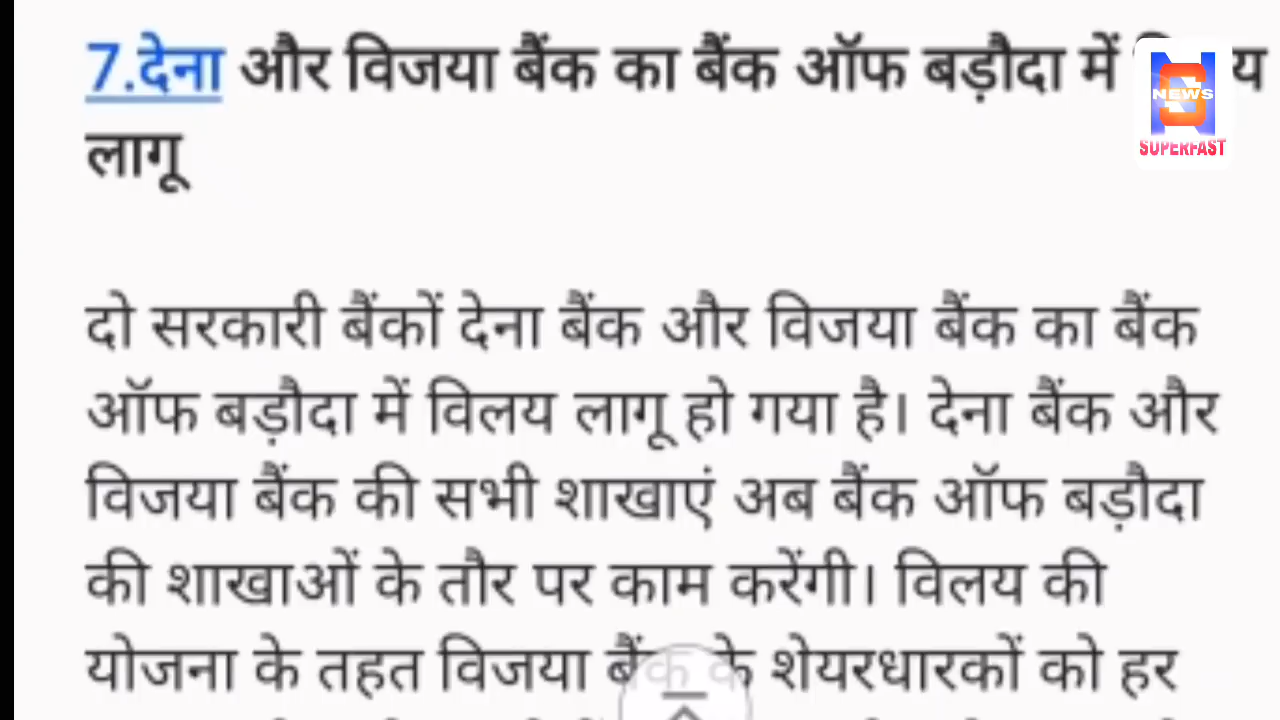 7.देना और विजया बैंक का बैंक ऑफ बड़ौदा में
लागू
NEWS
SUPERFAST
दो सरकारी बैंकों देना बैंक और विजया बैंक का बैंक
ऑफ बड़ौदा में विलय लागू हो गया है। देना बैंक और
विजया बैंक की सभी शाखाएं अब बैंक ऑफ बड़ौदा
की शाखाओं के तौर पर काम करेंगी। विलय की
योजना के तहत विजया बैंक के शेयरधारकों को हर